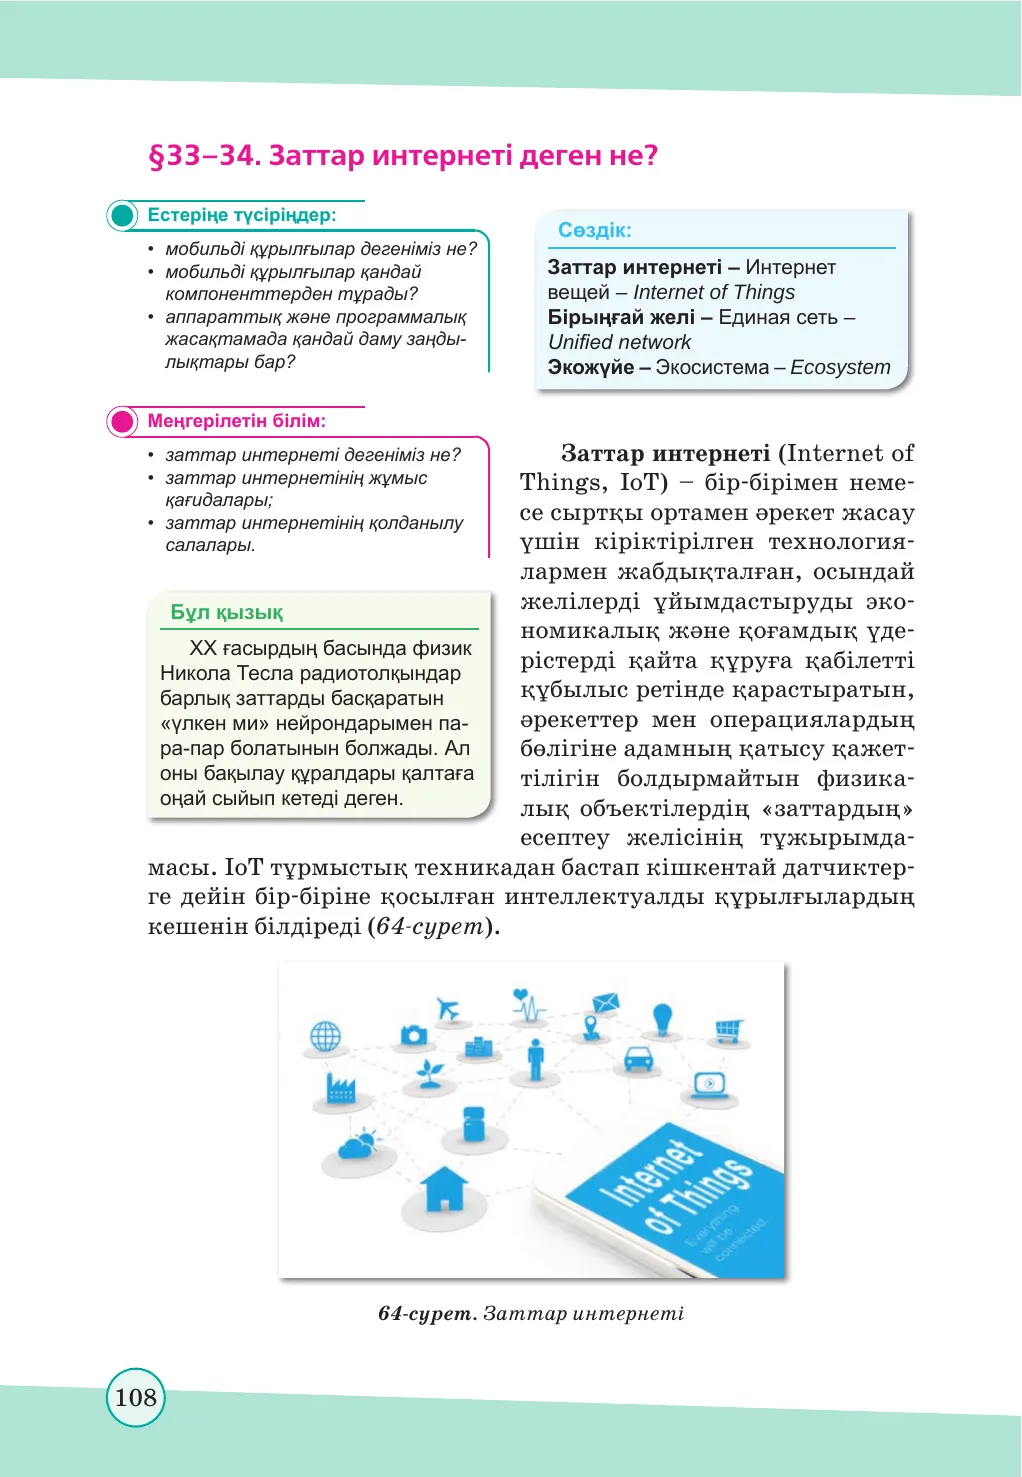 §33–34. Заттар интернеті деген не?
Естеріңе түсіріңдер:
• мобильді құрылғылар дегеніміз не?
• мобильді құрылғылар қандай
компоненттерден тұрады?
• аппараттық және программалық
жасақтамада қандай даму заңды-
лықтары бар?
Сөздік:
Заттар интернеті – Интернет
вещей – Internet of Things
Бірыңғай желі – Единая сеть –
Unified network
Экожүйе – Экосистема – Ecosystem
Меңгерілетін білім:
• заттар интернеті дегеніміз не?
• заттар интернетінің жұмыс
қағидалары;
• заттар интернетінің қолданылу
салалары.
Бұл қызық
XX ғасырдың басында физик
Никола Тесла радиотолқындар
барлық заттарды басқаратын
«үлкен ми» нейрондарымен па-
ра-пар болатынын болжады. Ал
оны бақылау құралдары қалтаға
оңай сыйып кетеді деген.
Заттар интернеті (Internet of
Things, IoT) – бір-бірімен неме-
се сыртқы ортамен әрекет жасау
үшін кіріктірілген технология-
лармен жабдықталған, осындай
желілерді ұйымдастыруды эко-
номикалық және қоғамдық үде-
рістерді қайта құруға қабілетті
құбылыс ретінде қарастыратын,
әрекеттер мен операциялардың
бөлігіне адамның қатысу қажет-
тілігін болдырмайтын физика-
лық объектілердің «заттардың»
есептеу желісінің тұжырымда-
масы. IoT тұрмыстық техникадан бастап кішкентай датчиктер-
ге дейін бір-біріне қосылған интеллектуалды құрылғылардың
кешенін білдіреді (64-сурет).
Internet
of Things
Everything
will be
connected.
64-сурет. Заттар интернеті
108